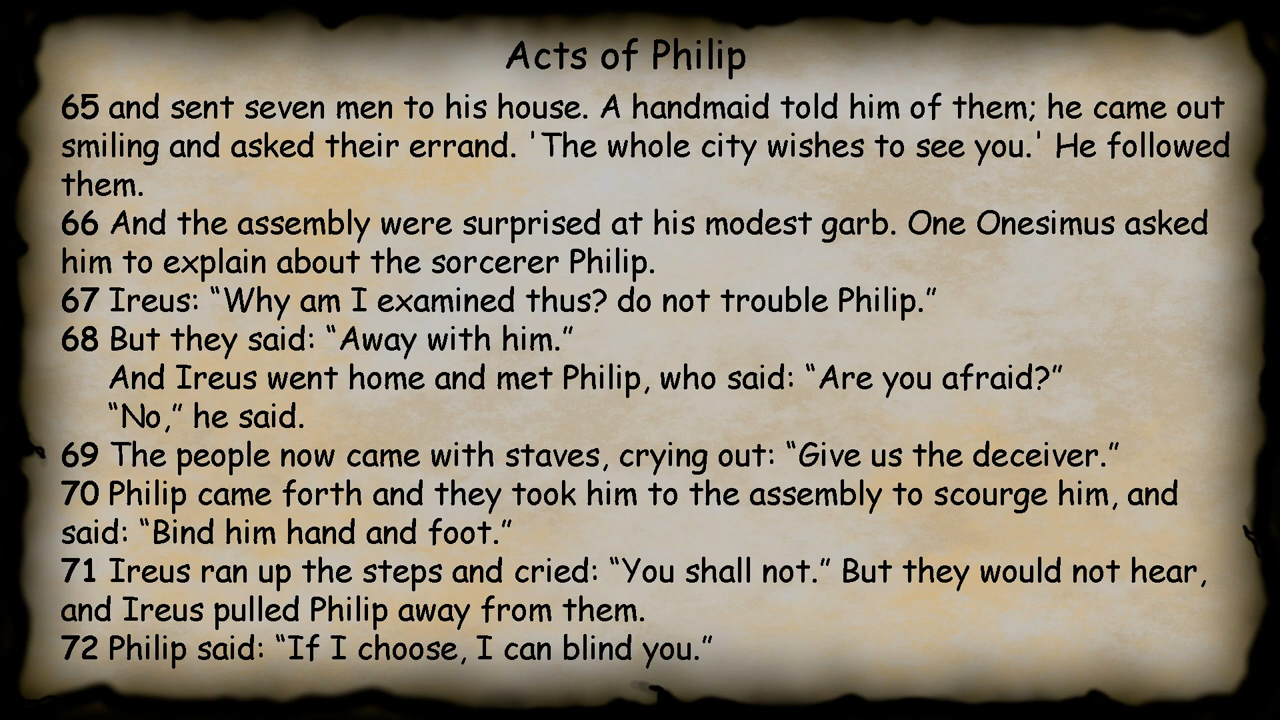 Acts of Philip
65 and sent seven men to his house. A handmaid told him of them; he came out
smiling and asked their errand. 'The whole city wishes to see you.' He followed
them.
66 And the assembly were surprised at his modest garb. One Onesimus asked
him to explain about the sorcerer Philip.
67 Ireus: “Why am I examined thus? do not trouble Philip.”
68 But they said: “Away with him.”
And Ireus went home and met Philip, who said: “Are you afraid?”
“No,” he said.
69 The people now came with staves, crying out: “Give us the deceiver.”
70 Philip came forth and they took him to the assembly to scourge him, and
said: “Bind him hand and foot.”
71 Ireus ran up the steps and cried: “You shall not.” But they would not hear,
and Ireus pulled Philip away from them.
72 Philip said: “If I choose, I can blind you.”